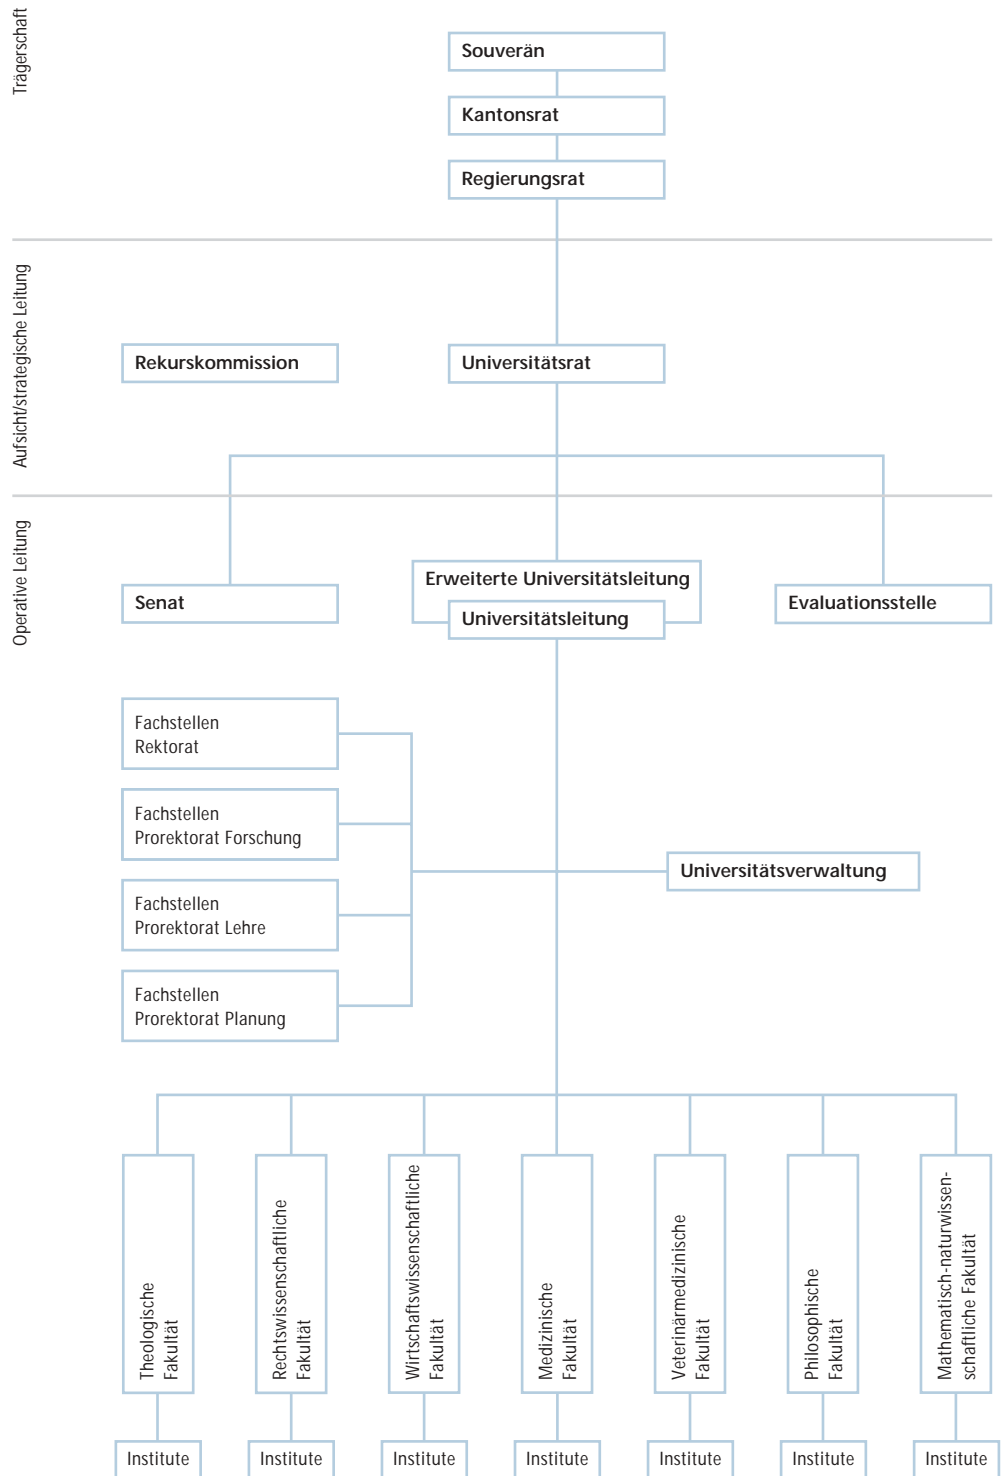 Trägerschaft
Souverän
Kantonsrat
Regierungsrat
Aufsicht/strategische Leitung
Rekurskommission
Universitätsrat
Operative Leitung
Erweiterte Universitätsleitung
Senat
Universitätsleitung
Evaluationsstelle
Fachstellen
Rektorat
Fachstellen
Prorektorat Forschung
Universitätsverwaltung
Fachstellen
Prorektorat Lehre
Fachstellen
Prorektorat Planung
Theologische
Fakultät
Rechtswissenschaftliche
Fakultät
Wirtschaftswissenschaftliche
Fakultät
Medizinische
Fakultät
Veterinärmedizinische
Fakultät
Philosophische
Fakultät
Mathematisch-naturwissen-
schaftliche Fakultät
Institute
Institute
Institute
Institute
Institute
Institute
Institute